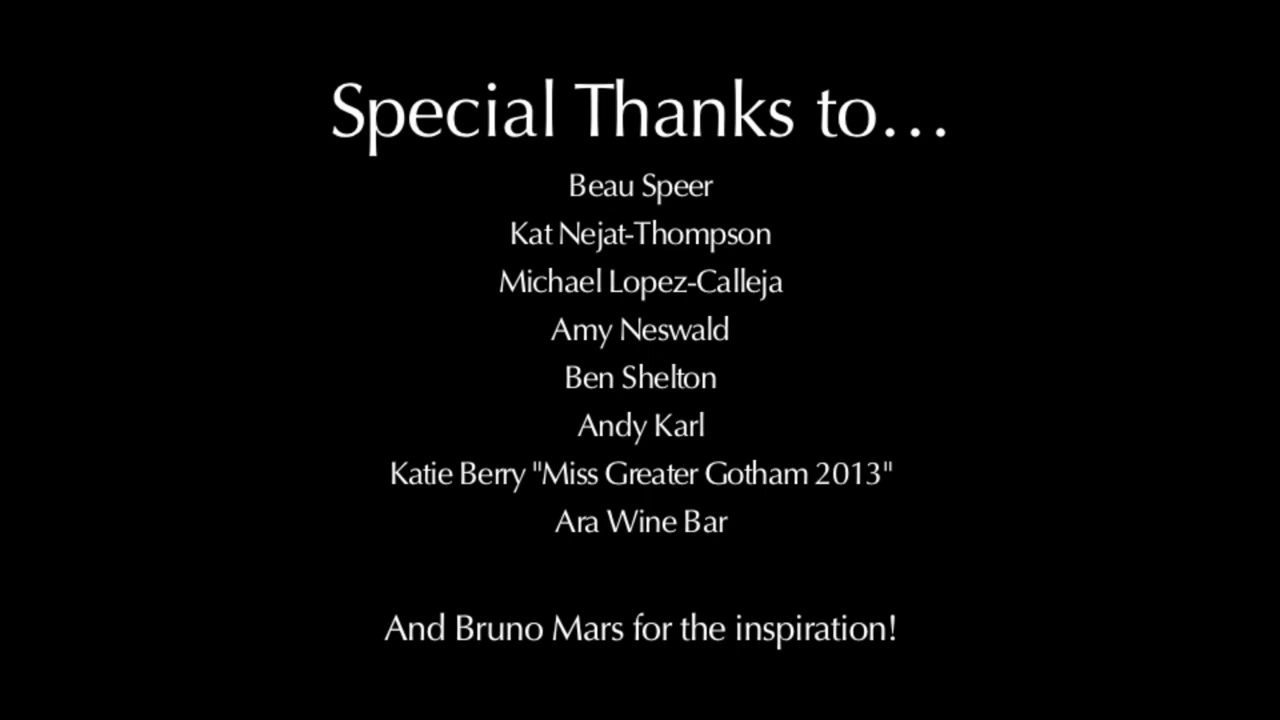 Special Thanks to...
Beau Speer
Kat Nejat-Thompson
Michael Lopez-Calleja
Amy Neswald
Ben Shelton
Andy Karl
Katie Berry "Miss Greater Gotham 2013"
Ara Wine Bar
And Bruno Mars for the inspiration!